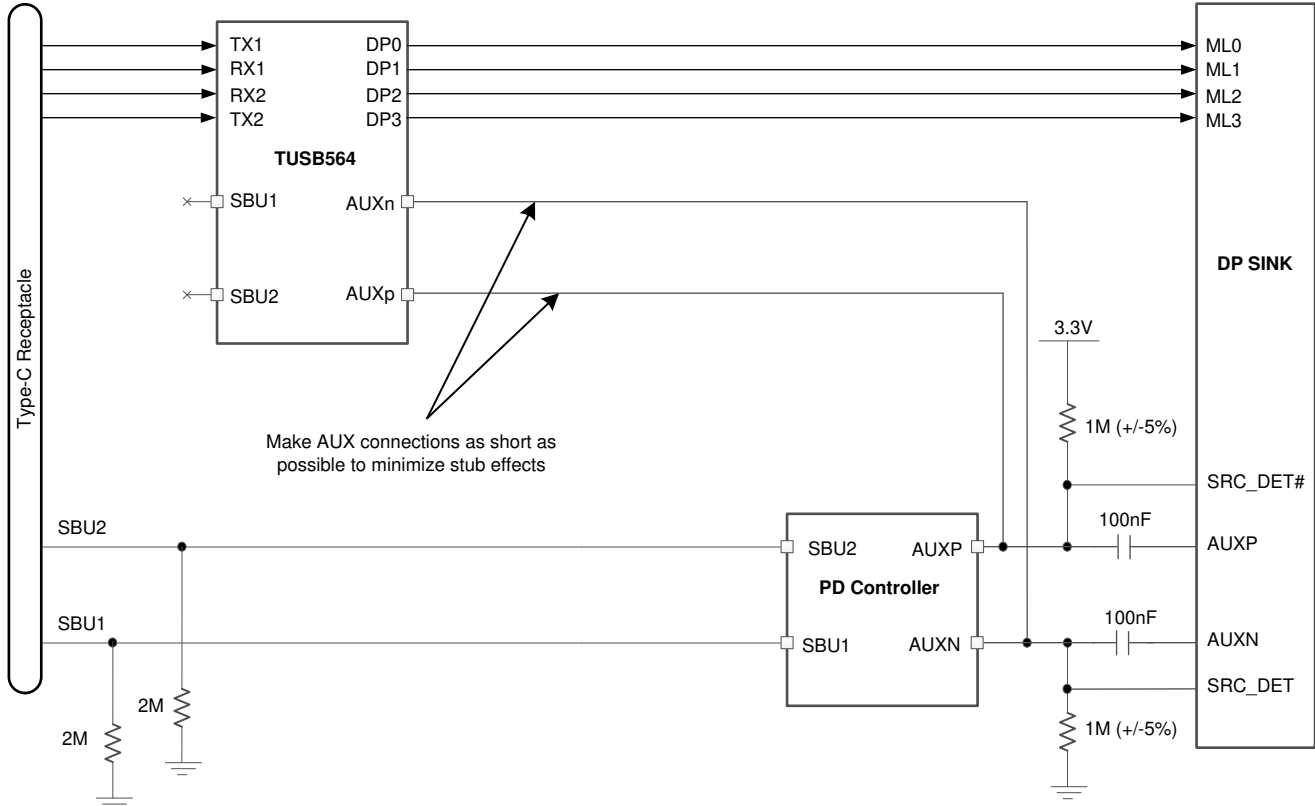 Type-C Receptacle
TX1
RX1
RX2
TX2
DP0
DP1
DP2
DP3
TUSB564
SBU1
AUXn
SBU2
AUXp
ML0
ML1
ML2
ML3
DP SINK
Make AUX connections as short as
possible to minimize stub effects
3.3V
1M (+/-5%)
SRC_DET#
100nF
AUXP
SBU2
SBU2
AUXP
PD Controller
SBU1
SBU1
AUXN
100nF
AUXN
SRC_DET
1M (+/-5%)
2M
2M